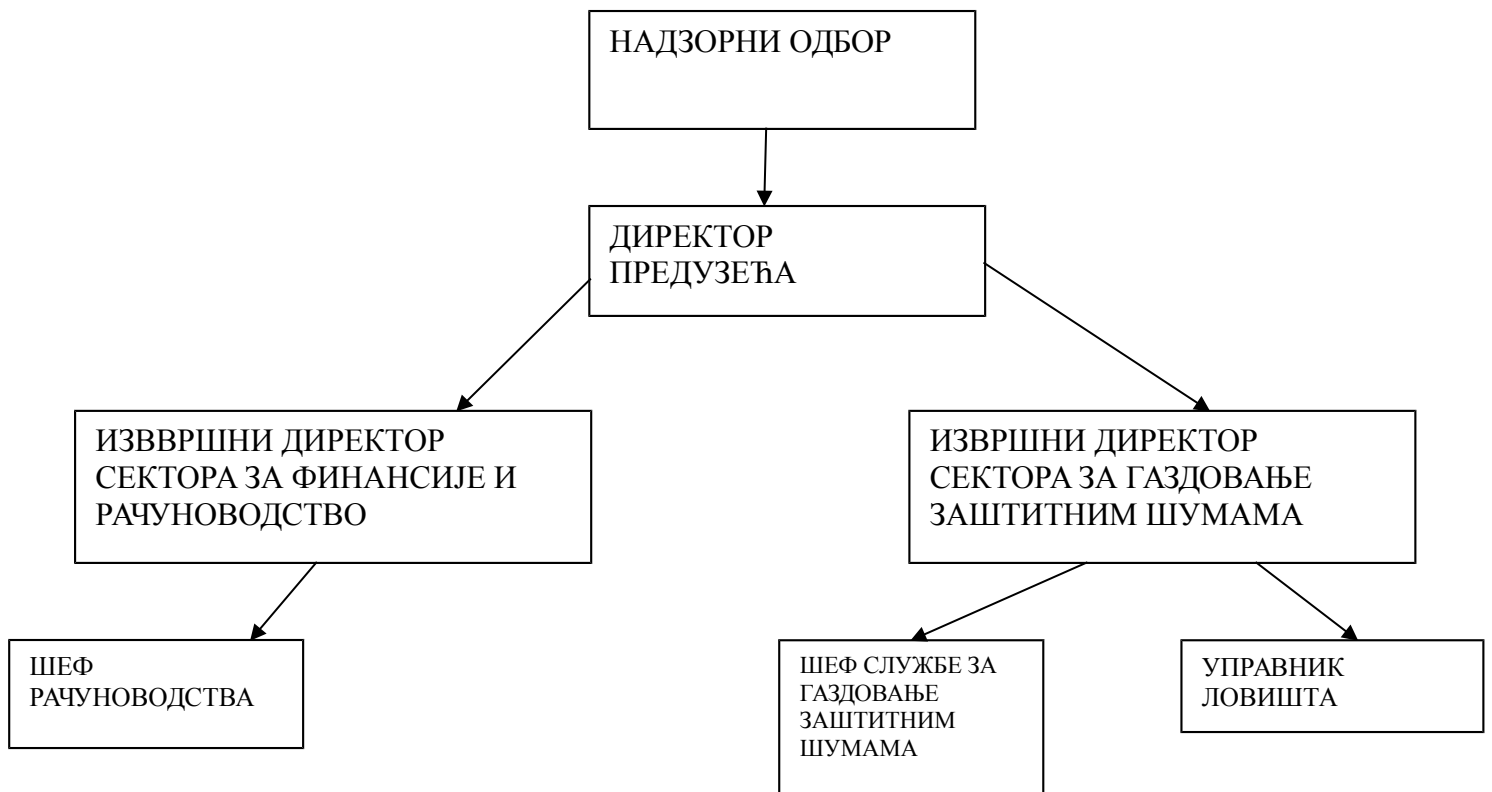 НАДЗОРНИ ОДБОР
ДИРЕКТОР
ПРЕДУЗЕЋА
ИЗВВРШНИ ДИРЕКТОР
СЕКТОРА ЗА ФИНАНСИЈЕ И
РАЧУНОВОДСТВО
ИЗВРШНИ ДИРЕКТОР
СЕКТОРА ЗА ГАЗДОВАЊЕ
ЗАШТИТНИМ ШУМАМА
ШЕФ
РАЧУНОВОДСТВА
ШЕФ СЛУЖБЕ ЗА
ГАЗДОВАЊЕ
ЗАШТИТНИМ
ШУМАМА
УПРАВНИК
ЛОВИШТА